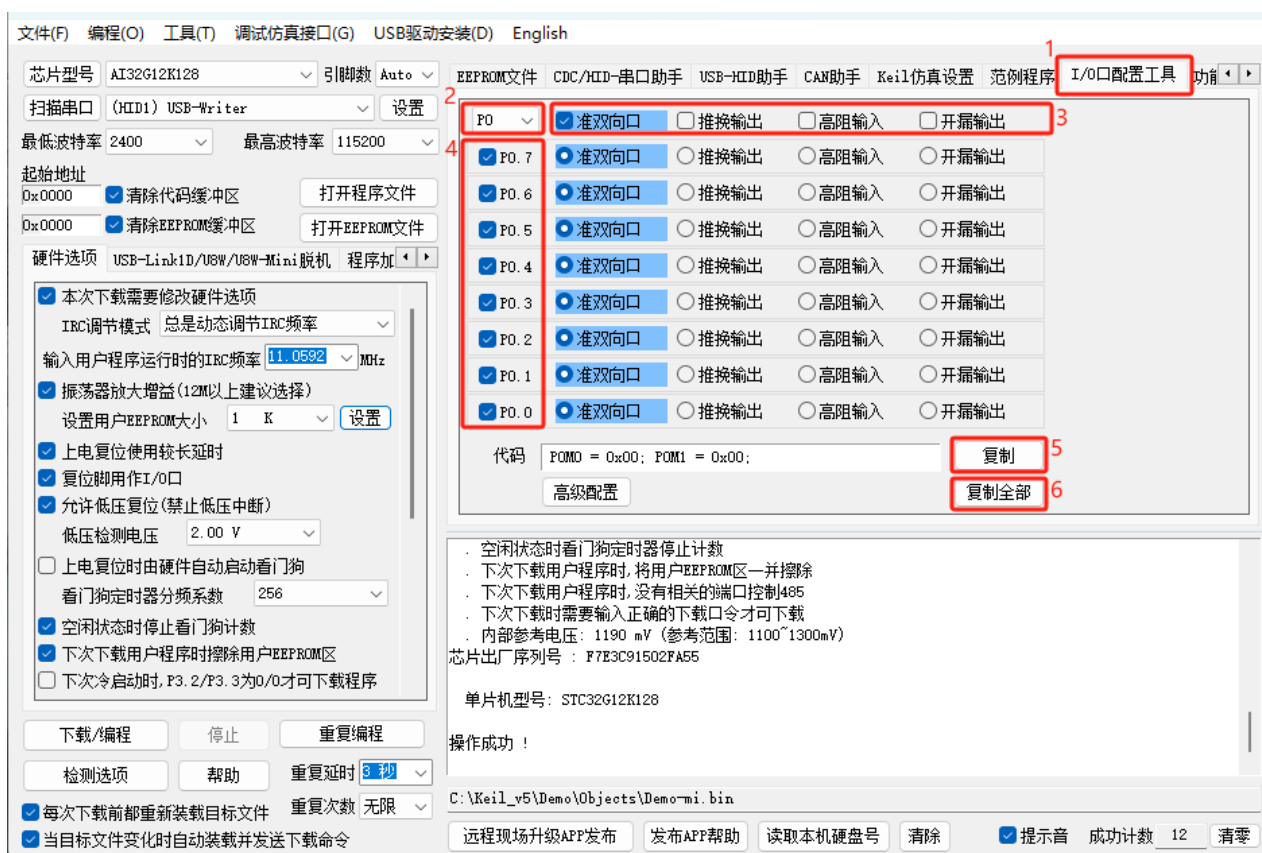 文件(F) 编程(O) 工具(T) 调试仿真接口(G) USB驱动安装(D) English
芯片型号 AI32G12K128 引脚数 Auto
扫描串口 (HID1) USB-Writer 设置
最低波特率 2400 最高波特率 115200
起始地址
0x0000 清除代码缓冲区 打开程序文件
0x0000 清除EEPROM缓冲区 打开EEPROM文件
硬件选项 USB-Link1D/U8W/U8W-Mini脱机 程序加
本次下载需要修改硬件选项
IRC调节模式 总是动态调节IRC频率
输入用户程序运行时的IRC频率 11.0592 MHz
振荡器放大增益(12M以上建议选择)
设置用户EEPROM大小 1 K 设置
上电复位使用较长延时
复位脚用作I/O口
允许低压复位(禁止低压中断)
低压检测电压 2.00 V
上电复位时由硬件自动启动看门狗
看门狗定时器分频系数 256
空闲状态时停止看门狗计数
下次下载用户程序时擦除用户EEPROM区
下次冷启动时,P3.2/P3.3为0/0才可下载程序
下载/编程 停止 重复编程
检测选项 帮助 重复延时 3 秒
每次下载前都重新装载目标文件 重复次数 无限
当目标文件变化时自动装载并发送下载命令
1
EEPROM文件 CDC/HID-串口助手 USB-HID助手 CAN助手 Keil仿真设置 范例程序 I/O口配置工具 功能
2
P0 准双向口 推挽输出 高阻输入 开漏输出 3
4
P0.7 准双向口 推挽输出 高阻输入 开漏输出
P0.6 准双向口 推挽输出 高阻输入 开漏输出
P0.5 准双向口 推挽输出 高阻输入 开漏输出
P0.4 准双向口 推挽输出 高阻输入 开漏输出
P0.3 准双向口 推挽输出 高阻输入 开漏输出
P0.2 准双向口 推挽输出 高阻输入 开漏输出
P0.1 准双向口 推挽输出 高阻输入 开漏输出
P0.0 准双向口 推挽输出 高阻输入 开漏输出
代码 P0M0 = 0x00; P0M1 = 0x00; 复制 5
高级配置 复制全部 6
. 空闲状态时看门狗定时器停止计数
. 下次下载用户程序时,将用户EEPROM区一并擦除
. 下次下载用户程序时,没有相关的端口控制485
. 下次下载时需要输入正确的下载口令才可下载
. 内部参考电压: 1190 mV (参考范围: 1100~1300mV)
芯片出厂序列号 : F7E3C91502FA55
单片机型号: STC32G12K128
操作成功 !
C:\Keil_v5\Demo\Objects\Demo-mi.bin
远程现场升级APP发布 发布APP帮助 读取本机硬盘号 清除 提示音 成功计数 12 清零